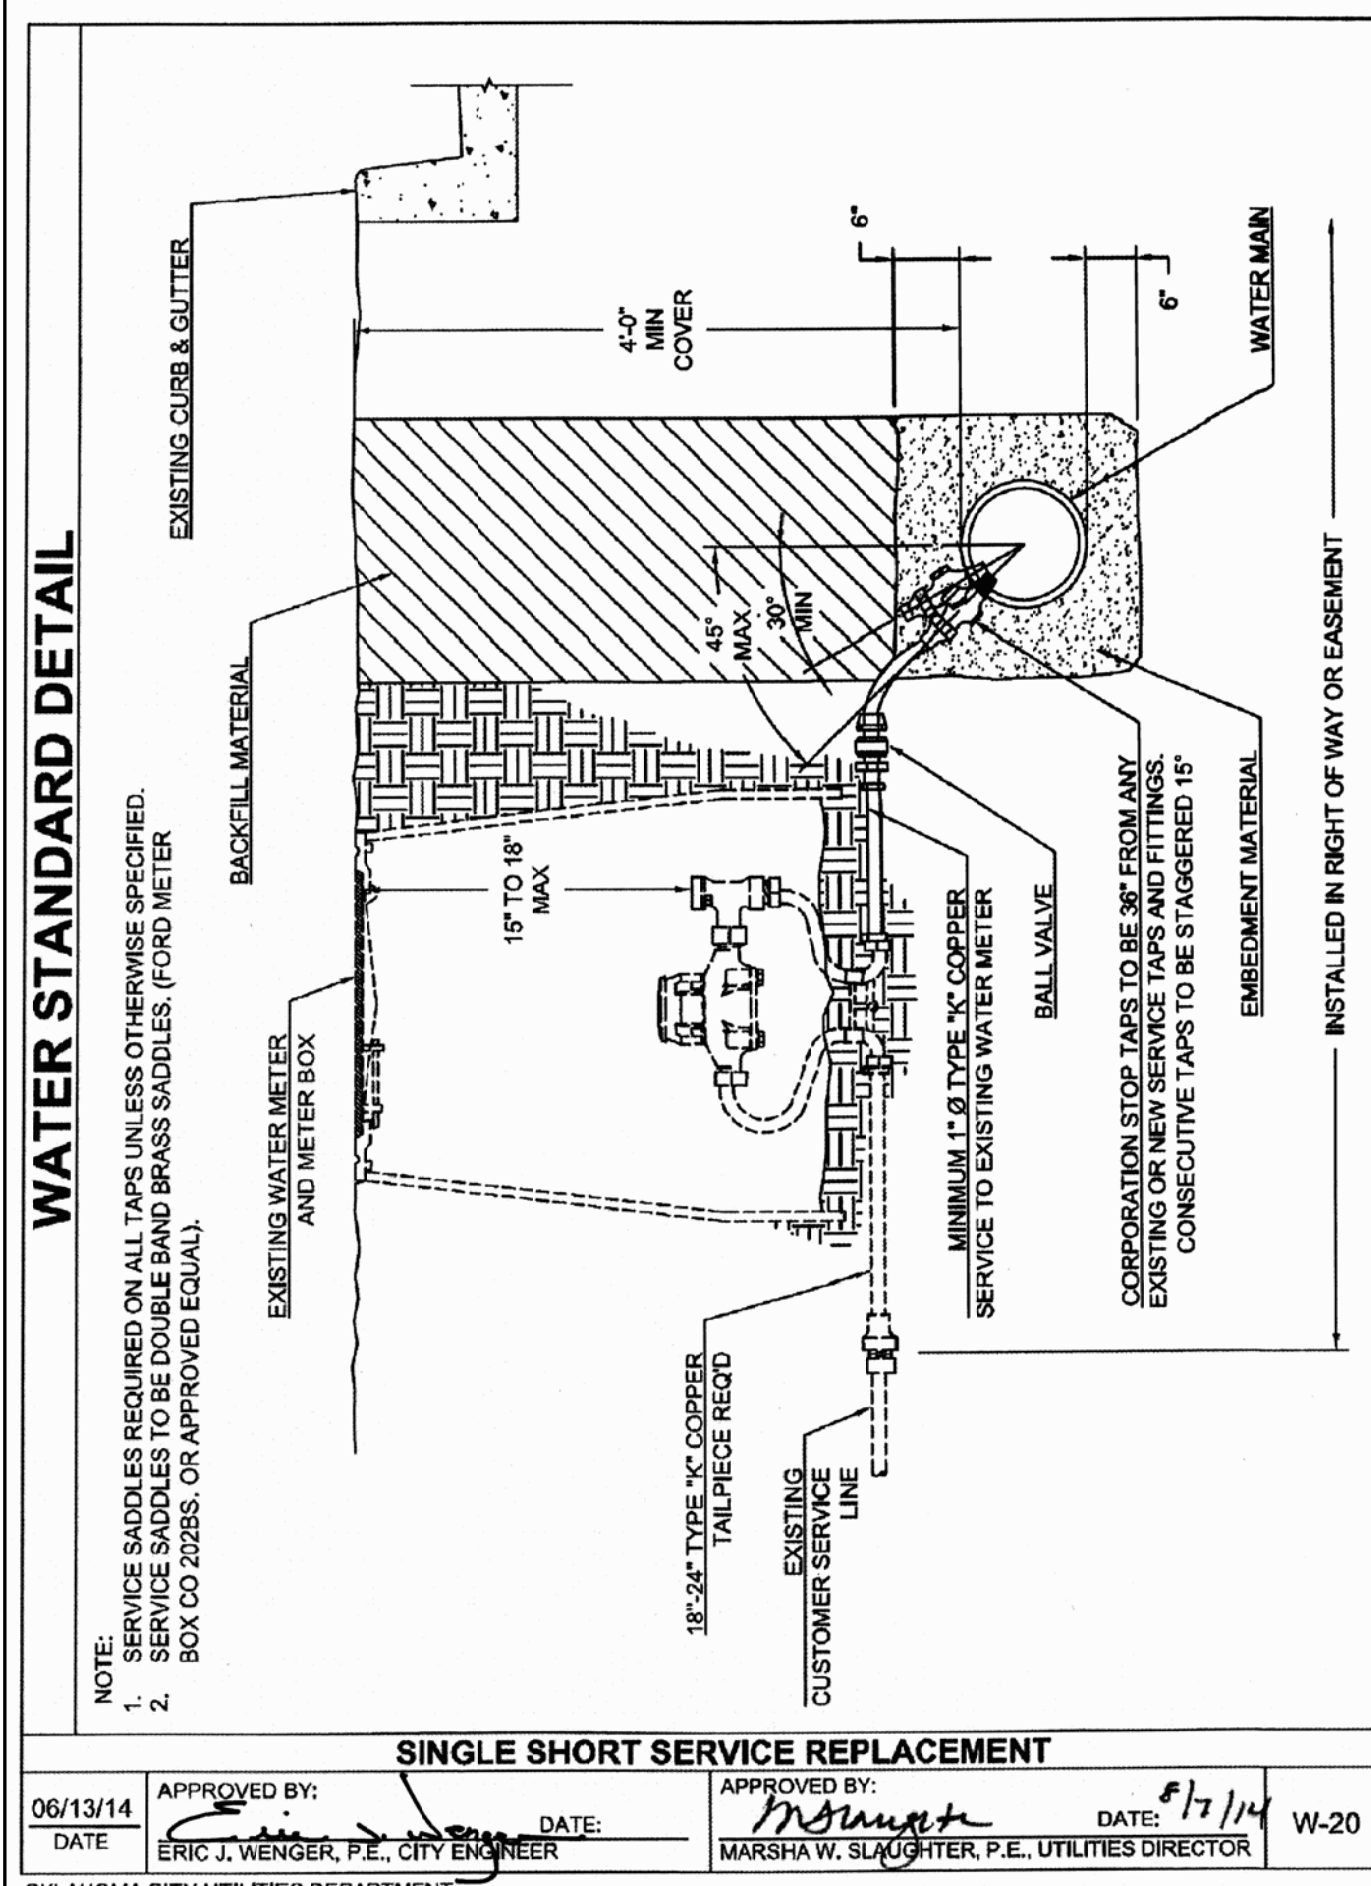 WATER STANDARD DETAIL
NOTE:
1. SERVICE SADDLES REQUIRED ON ALL TAPS UNLESS OTHERWISE SPECIFIED.
2. SERVICE SADDLES TO BE DOUBLE BAND BRASS SADDLES. (FORD METER
BOX CO 202BS, OR APPROVED EQUAL).
EXISTING CURB & GUTTER
BACKFILL MATERIAL
EXISTING WATER METER
AND METER BOX
15" TO 18"
MAX
4'-0"
MIN
COVER
6"
6"
45°
MAX
30°
MIN
WATER MAIN
18"-24" TYPE "K" COPPER
TAILPIECE REQ'D
EXISTING
CUSTOMER SERVICE
LINE
MINIMUM 1" Ø TYPE "K" COPPER
SERVICE TO EXISTING WATER METER
BALL VALVE
CORPORATION STOP TAPS TO BE 36" FROM ANY
EXISTING OR NEW SERVICE TAPS AND FITTINGS.
CONSECUTIVE TAPS TO BE STAGGERED 15°
EMBEDMENT MATERIAL
INSTALLED IN RIGHT OF WAY OR EASEMENT
SINGLE SHORT SERVICE REPLACEMENT
06/13/14
DATE
APPROVED BY:
Eric J. Wenger
DATE:
ERIC J. WENGER, P.E., CITY ENGINEER
APPROVED BY:
MSlaughter
DATE: 8/7/14
MARSHA W. SLAUGHTER, P.E., UTILITIES DIRECTOR
W-20
OKLAHOMA CITY UTILITIES DEPARTMENT